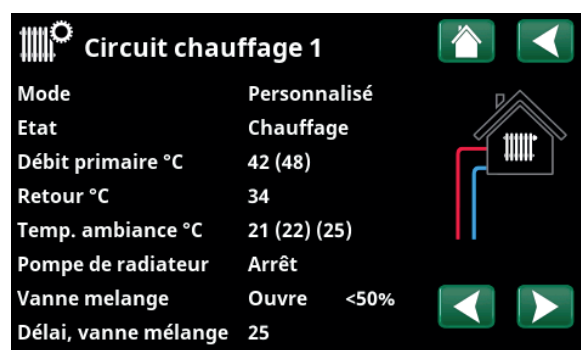 Circuit chauffage 1
Mode Personnalisé
Etat Chauffage
Débit primaire °C 42 (48)
Retour °C 34
Temp. ambiance °C 21 (22) (25)
Pompe de radiateur Arrêt
Vanne melange Ouvre <50%
Délai, vanne mélange 25